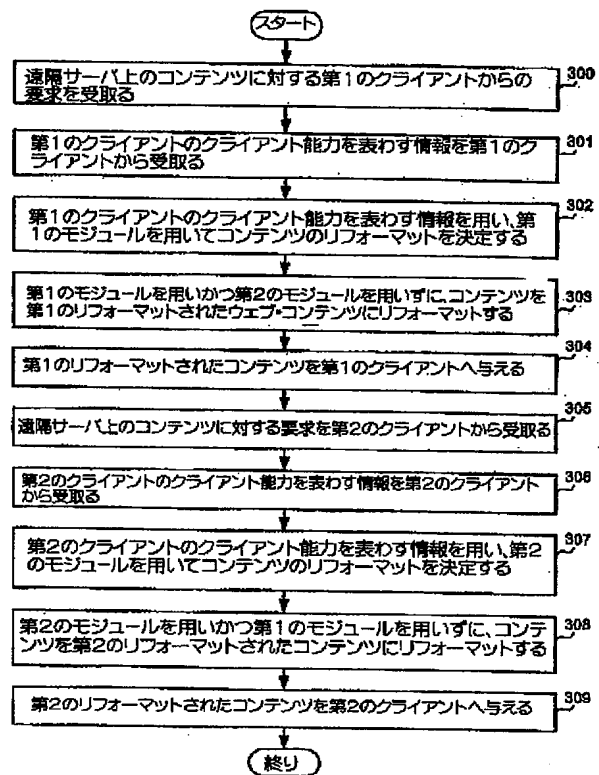 スタート
300
遠隔サーバ上のコンテンツに対する第1のクライアントからの
要求を受取る
301
第1のクライアントのクライアント能力を表わす情報を第1のク
ライアントから受取る
302
第1のクライアントのクライアント能力を表わす情報を用い、第
1のモジュールを用いてコンテンツのリフォーマットを決定する
303
第1のモジュールを用いかつ第2のモジュールを用いずに、コンテンツを
第1のリフォーマットされたウェブ・コンテンツにリフォーマットする
304
第1のリフォーマットされたコンテンツを第1のクライアントへ与える
305
遠隔サーバ上のコンテンツに対する要求を第2のクライアントから受取る
306
第2のクライアントのクライアント能力を表わす情報を第2のクライアント
から受取る
307
第2のクライアントのクライアント能力を表わす情報を用い、第2
のモジュールを用いてコンテンツのリフォーマットを決定する
308
第2のモジュールを用いかつ第1のモジュールを用いずに、コンテ
ンツを第2のリフォーマットされたコンテンツにリフォーマットする
309
第2のリフォーマットされたコンテンツを第2のクライアントへ与える
終り